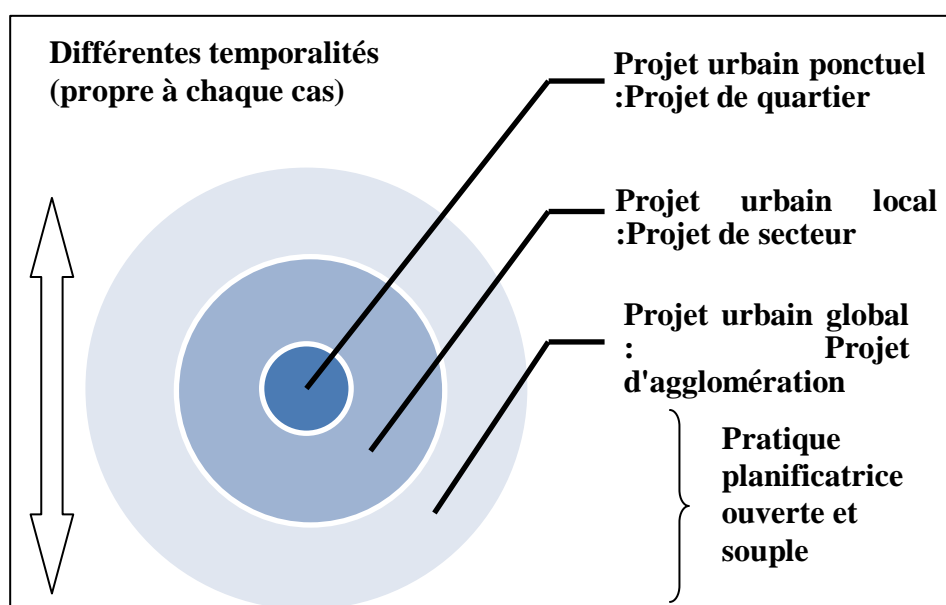 Différentes temporalités
(propre à chaque cas)
Projet urbain ponctuel
:Projet de quartier
Projet urbain local
:Projet de secteur
Projet urbain global
: Projet
d'agglomération
Pratique
planificatrice
ouverte et
souple